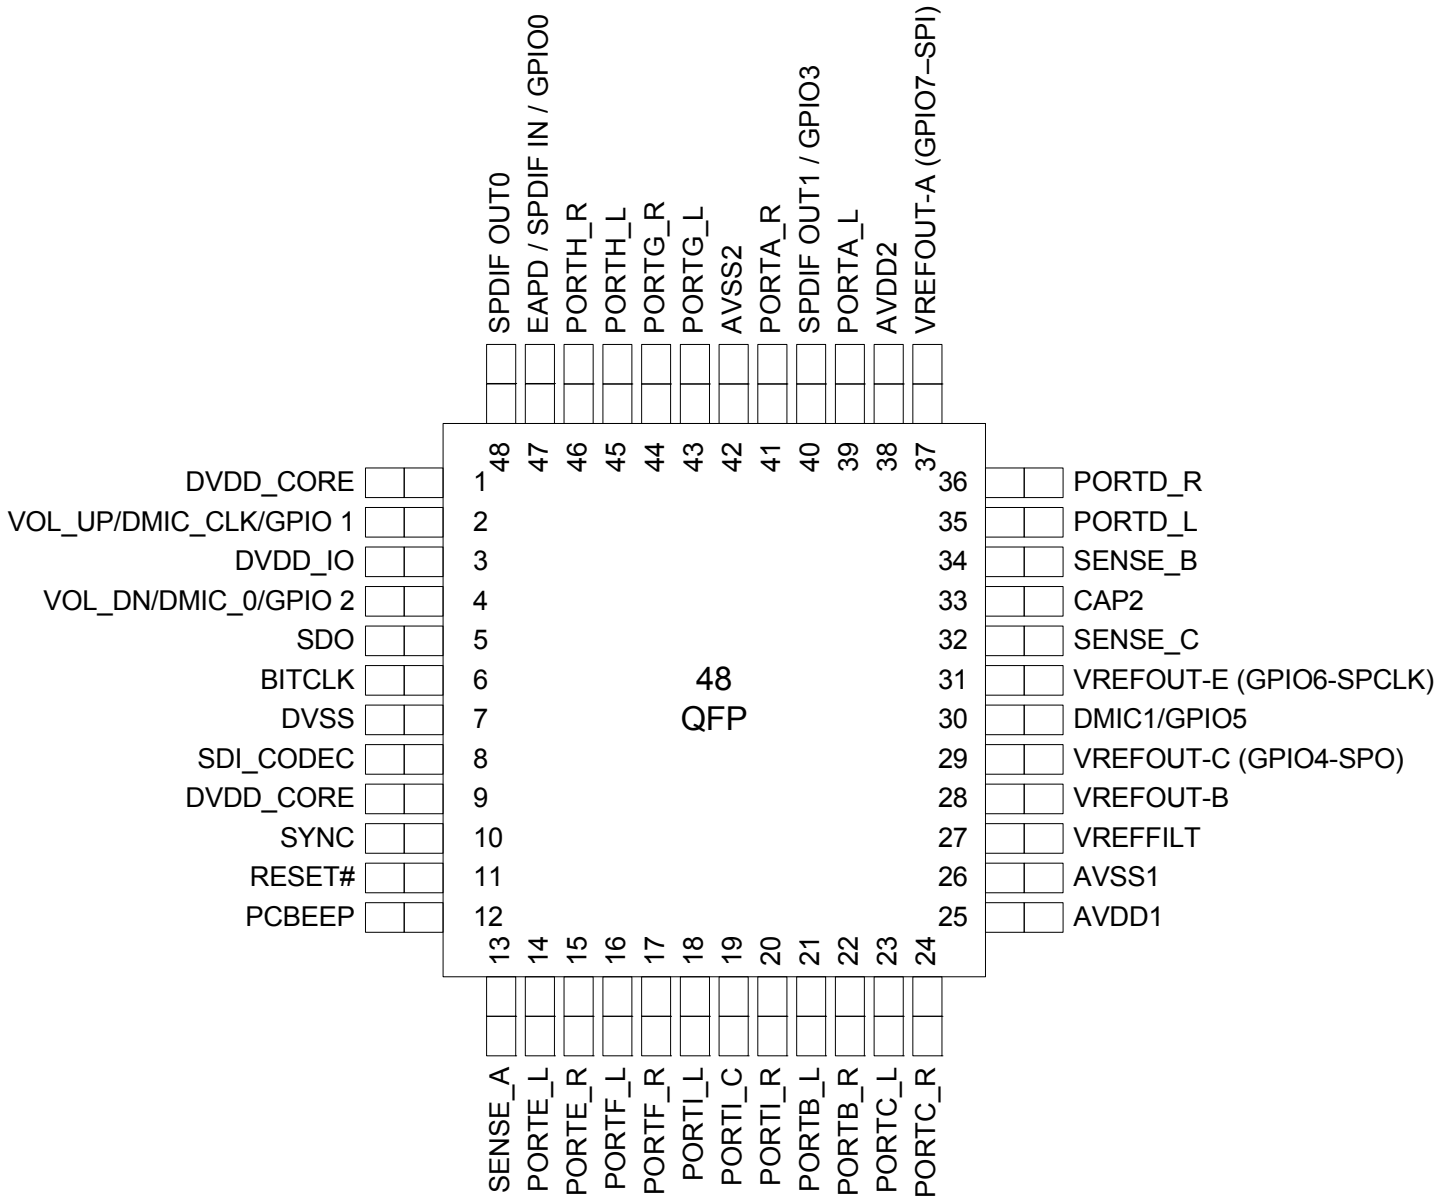 SPDIF OUT0
EAPD / SPDIF IN / GPIO0
PORTH_R
PORTH_L
PORTG_R
PORTG_L
AVSS2
PORTA_R
SPDIF OUT1 / GPIO3
PORTA_L
AVDD2
VREFOUT-A (GPIO7–SPI)
48
47
46
45
44
43
42
41
40
39
38
37
DVDD_CORE 1
VOL_UP/DMIC_CLK/GPIO 1 2
DVDD_IO 3
VOL_DN/DMIC_0/GPIO 2 4
SDO 5
BITCLK 6
DVSS 7
SDI_CODEC 8
DVDD_CORE 9
SYNC 10
RESET# 11
PCBEEP 12
48
QFP
36 PORTD_R
35 PORTD_L
34 SENSE_B
33 CAP2
32 SENSE_C
31 VREFOUT-E (GPIO6-SPCLK)
30 DMIC1/GPIO5
29 VREFOUT-C (GPIO4-SPO)
28 VREFOUT-B
27 VREFFILT
26 AVSS1
25 AVDD1
13
14
15
16
17
18
19
20
21
22
23
24
SENSE_A
PORTE_L
PORTE_R
PORTF_L
PORTF_R
PORTI_L
PORTI_C
PORTI_R
PORTB_L
PORTB_R
PORTC_L
PORTC_R